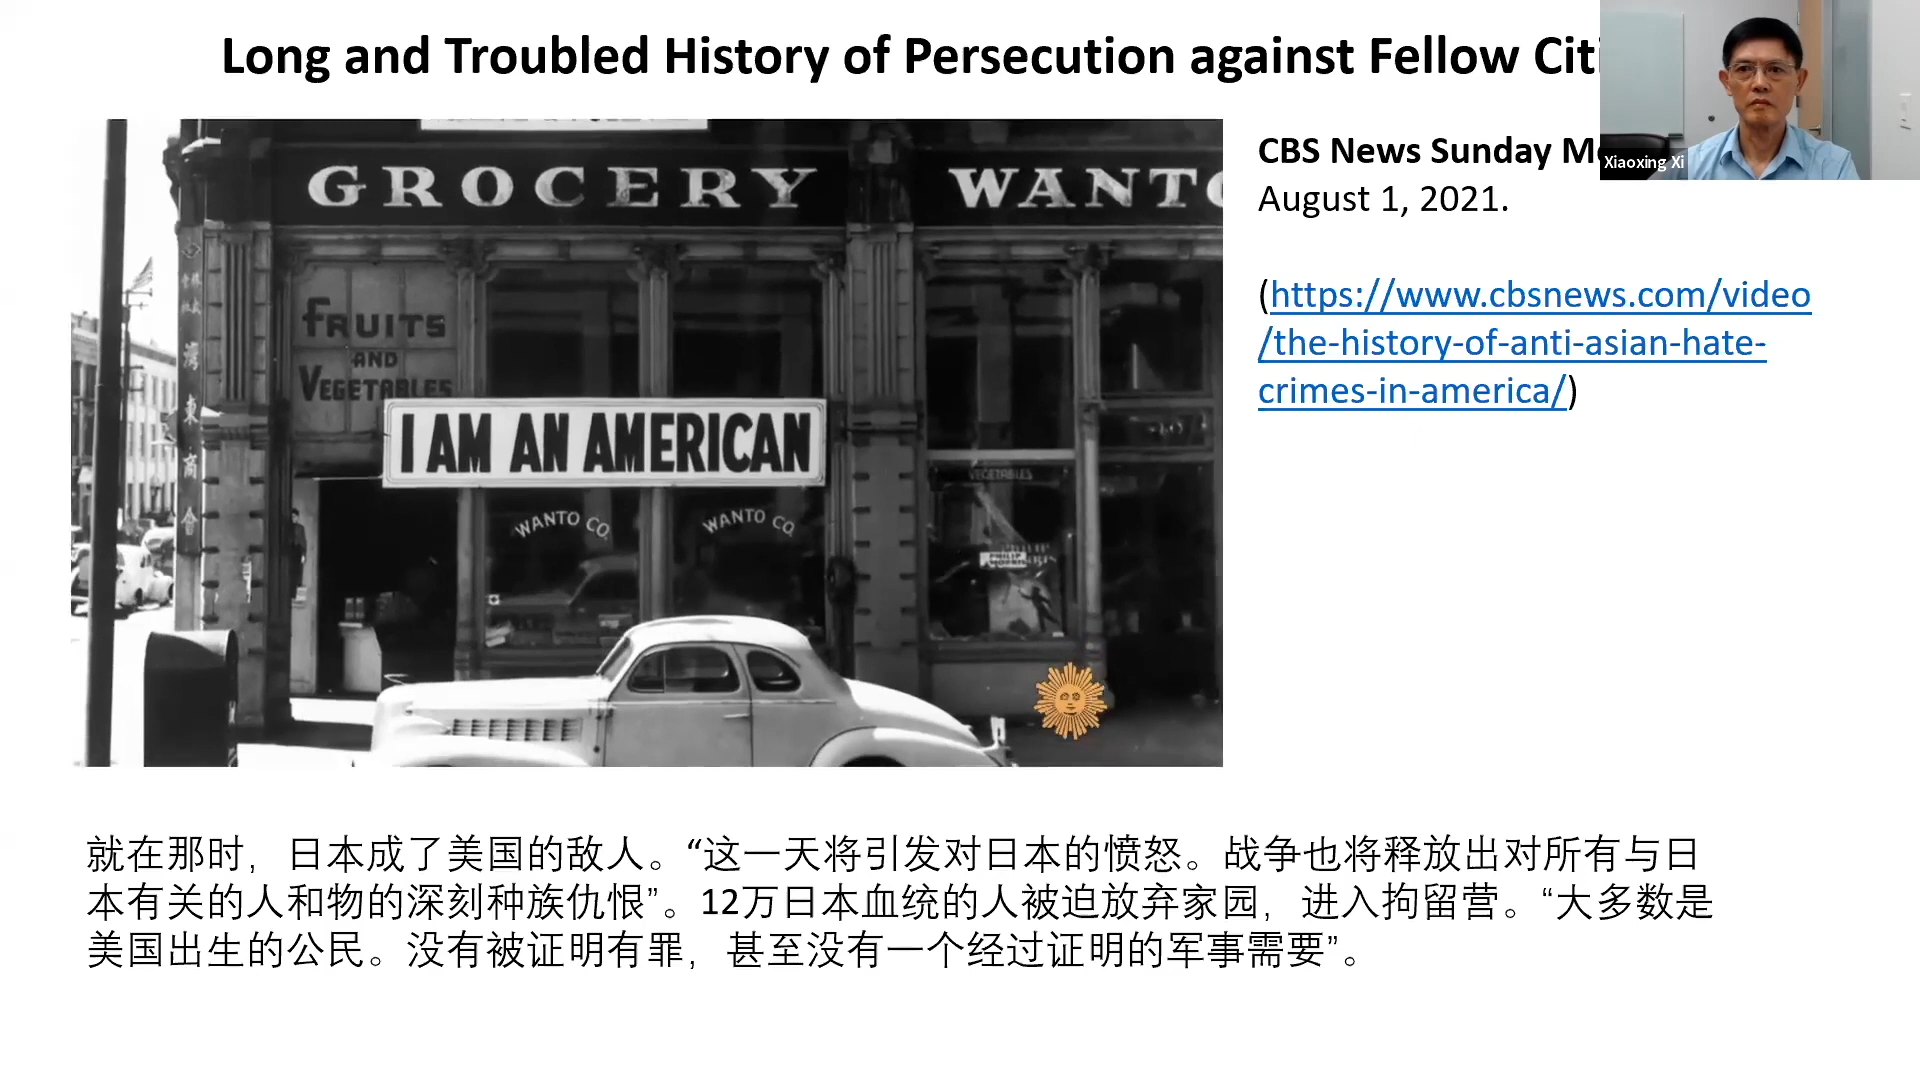 Long and Troubled History of Persecution against Fellow
Xiaoxing Xi
CBS News Sunday
August 1, 2021.
(https://www.cbsnews.com/video
/the-history-of-anti-asian-hate-
crimes-in-america/)
GROCERY
WANTO
FRUITS
AND
VEGETABLES
I AM AN AMERICAN
WANTO CO.
WANTO CO.
VEGETABLES
PHILIP
MORRIS
灣
東
商
會
就在那时，日本成了美国的敌人。“这一天将引发对日本的愤怒。战争也将释放出对所有与日
本有关的人和物的深刻种族仇恨”。12万日本血统的人被迫放弃家园，进入拘留营。“大多数是
美国出生的公民。没有被证明有罪，甚至没有一个经过证明的军事需要”。